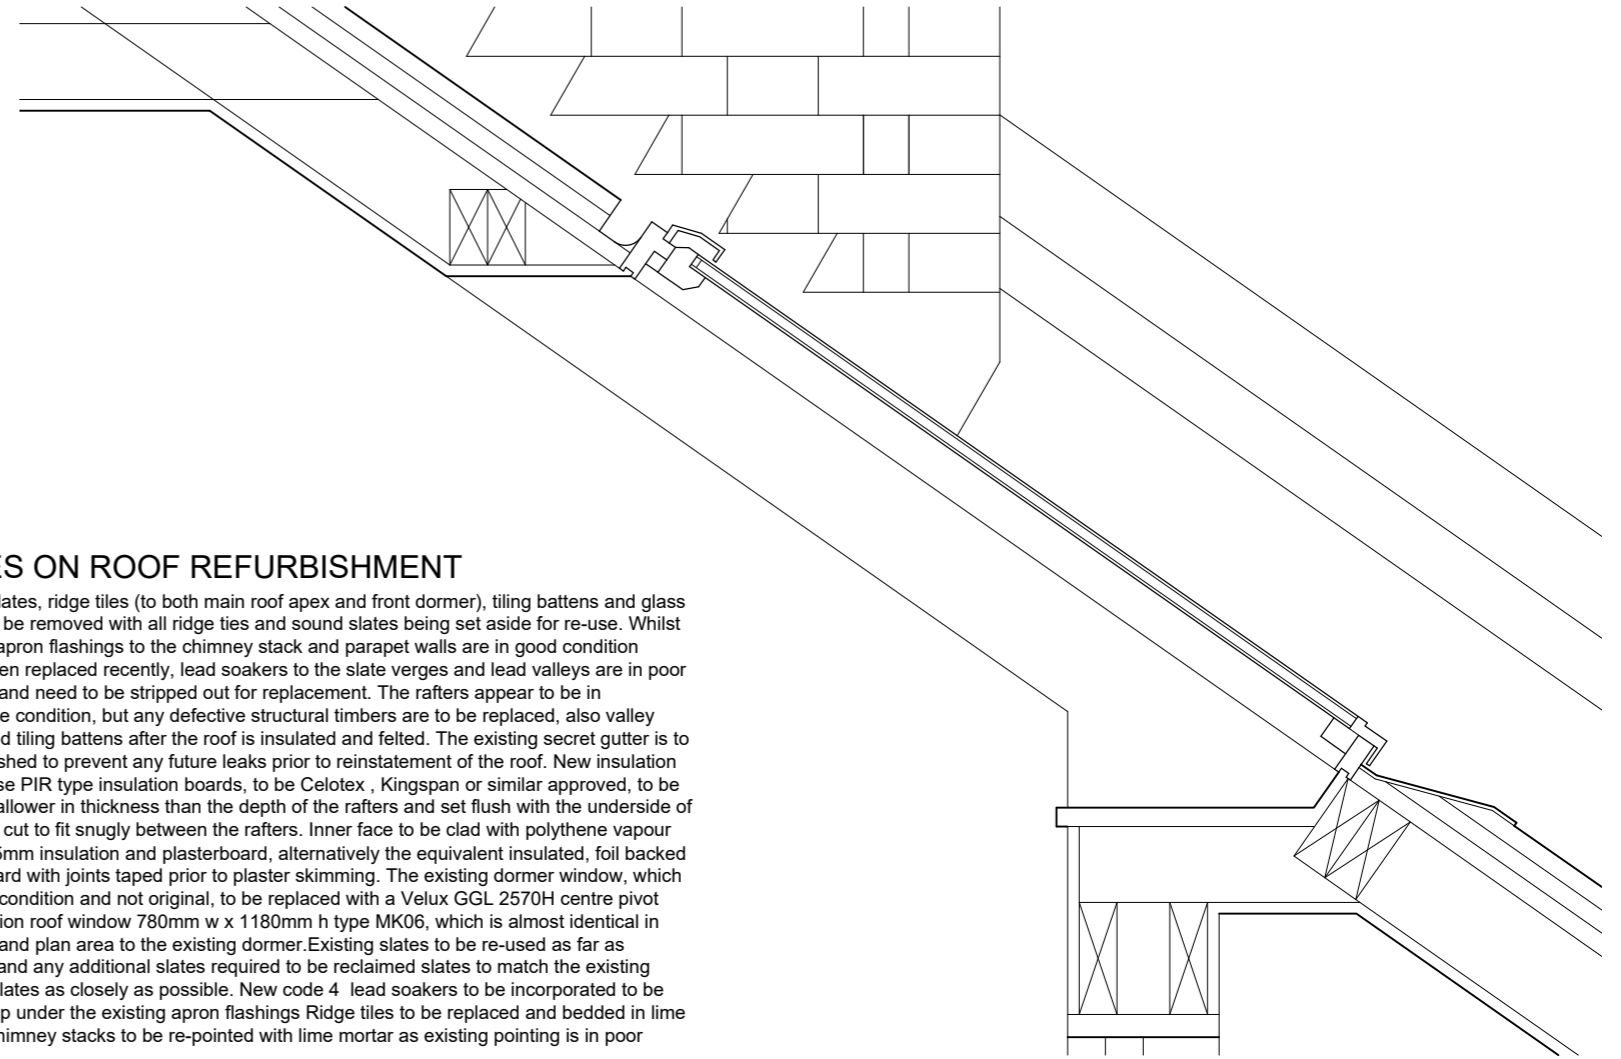 ES ON ROOF REFURBISHMENT
lates, ridge tiles (to both main roof apex and front dormer), tiling battens and glass
be removed with all ridge ties and sound slates being set aside for re-use. Whilst
apron flashings to the chimney stack and parapet walls are in good condition
en replaced recently, lead soakers to the slate verges and lead valleys are in poor
and need to be stripped out for replacement. The rafters appear to be in
e condition, but any defective structural timbers are to be replaced, also valley
d tiling battens after the roof is insulated and felted. The existing secret gutter is to
shed to prevent any future leaks prior to reinstatement of the roof. New insulation
se PIR type insulation boards, to be Celotex , Kingspan or similar approved, to be
allower in thickness than the depth of the rafters and set flush with the underside of
cut to fit snugly between the rafters. Inner face to be clad with polythene vapour
5mm insulation and plasterboard, alternatively the equivalent insulated, foil backed
ard with joints taped prior to plaster skimming. The existing dormer window, which
condition and not original, to be replaced with a Velux GGL 2570H centre pivot
ion roof window 780mm w x 1180mm h type MK06, which is almost identical in
and plan area to the existing dormer.Existing slates to be re-used as far as
and any additional slates required to be reclaimed slates to match the existing
lates as closely as possible. New code 4 lead soakers to be incorporated to be
p under the existing apron flashings Ridge tiles to be replaced and bedded in lime
himney stacks to be re-pointed with lime mortar as existing pointing is in poor